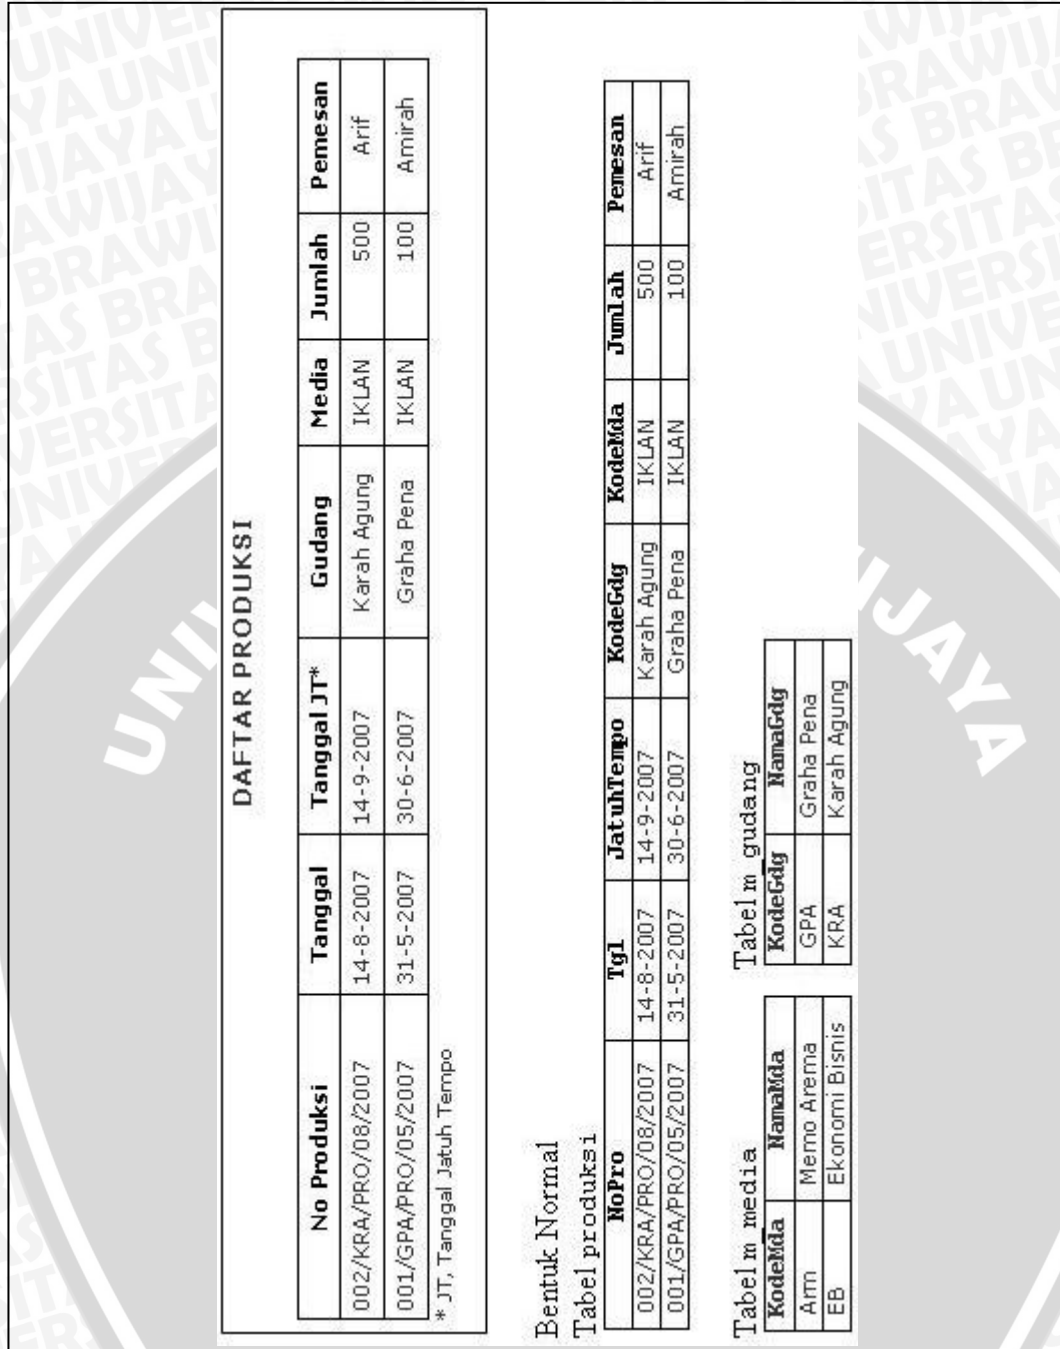 DAFTAR PRODUKSI
No Produksi Tanggal Tanggal JT* Gudang Media Jumlah Pemesan
002/KRA/PRO/08/2007 14-8-2007 14-9-2007 Karah Agung IKLAN 500 Arif
001/GPA/PRO/05/2007 31-5-2007 30-6-2007 Graha Pena IKLAN 100 Amirah
* JT, Tanggal Jatuh Tempo
Bentuk Normal
Tabel produksi
NoPro Tgl JatuhTempo KodeGdg KodeMda Jumlah Pemesan
002/KRA/PRO/08/2007 14-8-2007 14-9-2007 Karah Agung IKLAN 500 Arif
001/GPA/PRO/05/2007 31-5-2007 30-6-2007 Graha Pena IKLAN 100 Amirah
Tabel m_media
KodeMda NamaMda
Arm Memo Arema
EB Ekonomi Bisnis
Tabel m_gudang
KodeGdg NamaGdg
GPA Graha Pena
KRA Karah Agung